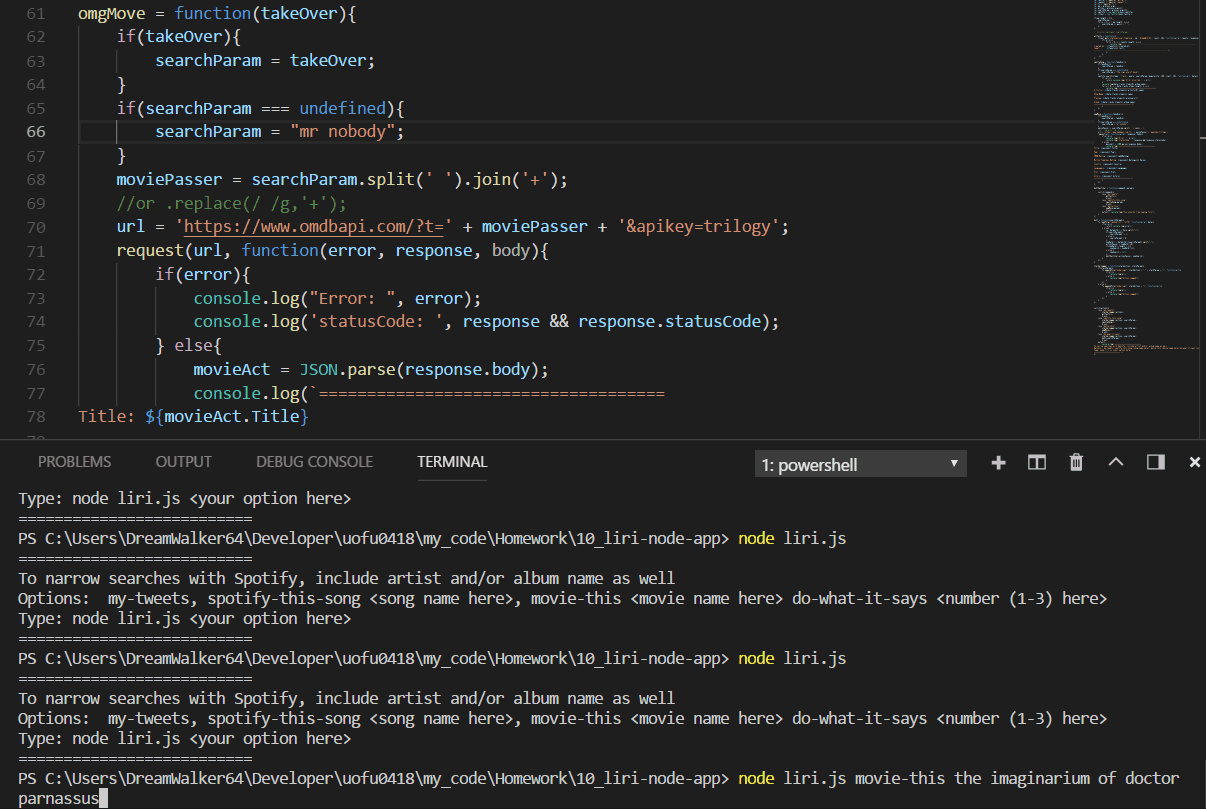 61 omgMove = function(takeOver){
62 if(takeOver){
63 searchParam = takeOver;
64 }
65 if(searchParam === undefined){
66 searchParam = "mr nobody";
67 }
68 moviePasser = searchParam.split(' ').join('+');
69 //or .replace(/ /g,'+');
70 url = 'https://www.omdbapi.com/?t=' + moviePasser + '&apikey=trilogy';
71 request(url, function(error, response, body){
72 if(error){
73 console.log("Error: ", error);
74 console.log('statusCode: ', response && response.statusCode);
75 } else{
76 movieAct = JSON.parse(response.body);
77 console.log(`====================================
78 Title: ${movieAct.Title}
PROBLEMS OUTPUT DEBUG CONSOLE TERMINAL 1: powershell
Type: node liri.js <your option here>
==========================
PS C:\Users\DreamWalker64\Developer\uofu0418\my_code\Homework\10_liri-node-app> node liri.js
==========================
To narrow searches with Spotify, include artist and/or album name as well
Options:  my-tweets, spotify-this-song <song name here>, movie-this <movie name here> do-what-it-says <number (1-3) here>
Type: node liri.js <your option here>
==========================
PS C:\Users\DreamWalker64\Developer\uofu0418\my_code\Homework\10_liri-node-app> node liri.js
==========================
To narrow searches with Spotify, include artist and/or album name as well
Options:  my-tweets, spotify-this-song <song name here>, movie-this <movie name here> do-what-it-says <number (1-3) here>
Type: node liri.js <your option here>
==========================
PS C:\Users\DreamWalker64\Developer\uofu0418\my_code\Homework\10_liri-node-app> node liri.js movie-this the imaginarium of doctor
parnassus